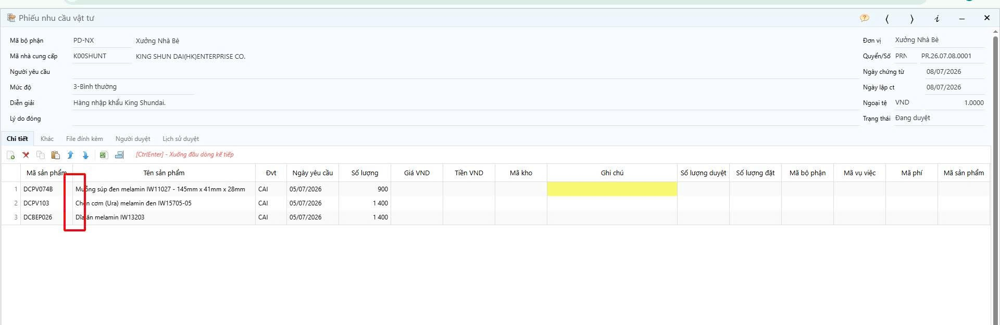 Phiếu nhu cầu vật tư
Mã bộ phận PD-NX Xưởng Nhà Bè Đơn vị Xưởng Nhà Bè
Mã nhà cung cấp K00SHUNT KING SHUN DAI(HK)ENTERPRISE CO. Quyển/Số PRN PR.26.07.08.0001
Người yêu cầu Ngày chứng từ 08/07/2026
Mức độ 3-Bình thường Ngày lập ct 08/07/2026
Diễn giải Hàng nhập khẩu King Shundai. Ngoại tệ VND 1.0000
Lý do đóng Trạng thái Đang duyệt
Chi tiết Khác File đính kèm Người duyệt Lịch sử duyệt
[CtrlEnter] - Xuống đầu dòng kế tiếp
Mã sản phẩm Tên sản phẩm Đvt Ngày yêu cầu Số lượng Giá VND Tiền VND Mã kho Ghi chú Số lượng duyệt Số lượng đặt Mã bộ phận Mã vụ việc Mã phí Mã sản phẩm
1 DCPV074B Muỗng súp đen melamin IW11027 - 145mm x 41mm x 28mm CAI 05/07/2026 900
2 DCPV103 Chén cơm (Ura) melamin đen IW15705-05 CAI 05/07/2026 1 400
3 DCBEP026 Dĩa ăn melamin IW13203 CAI 05/07/2026 1 400